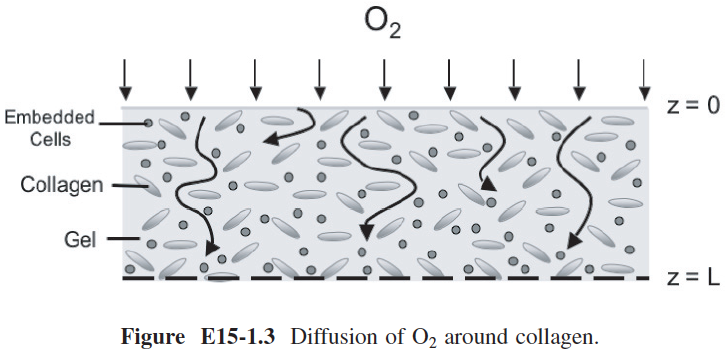 O₂
z = 0
Embedded
Cells
Collagen
Gel
z = L
Figure E15-1.3 Diffusion of O₂ around collagen.